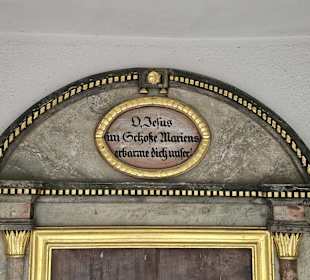 O, Jesus
im Schoße Mariens
erbarme dich unser